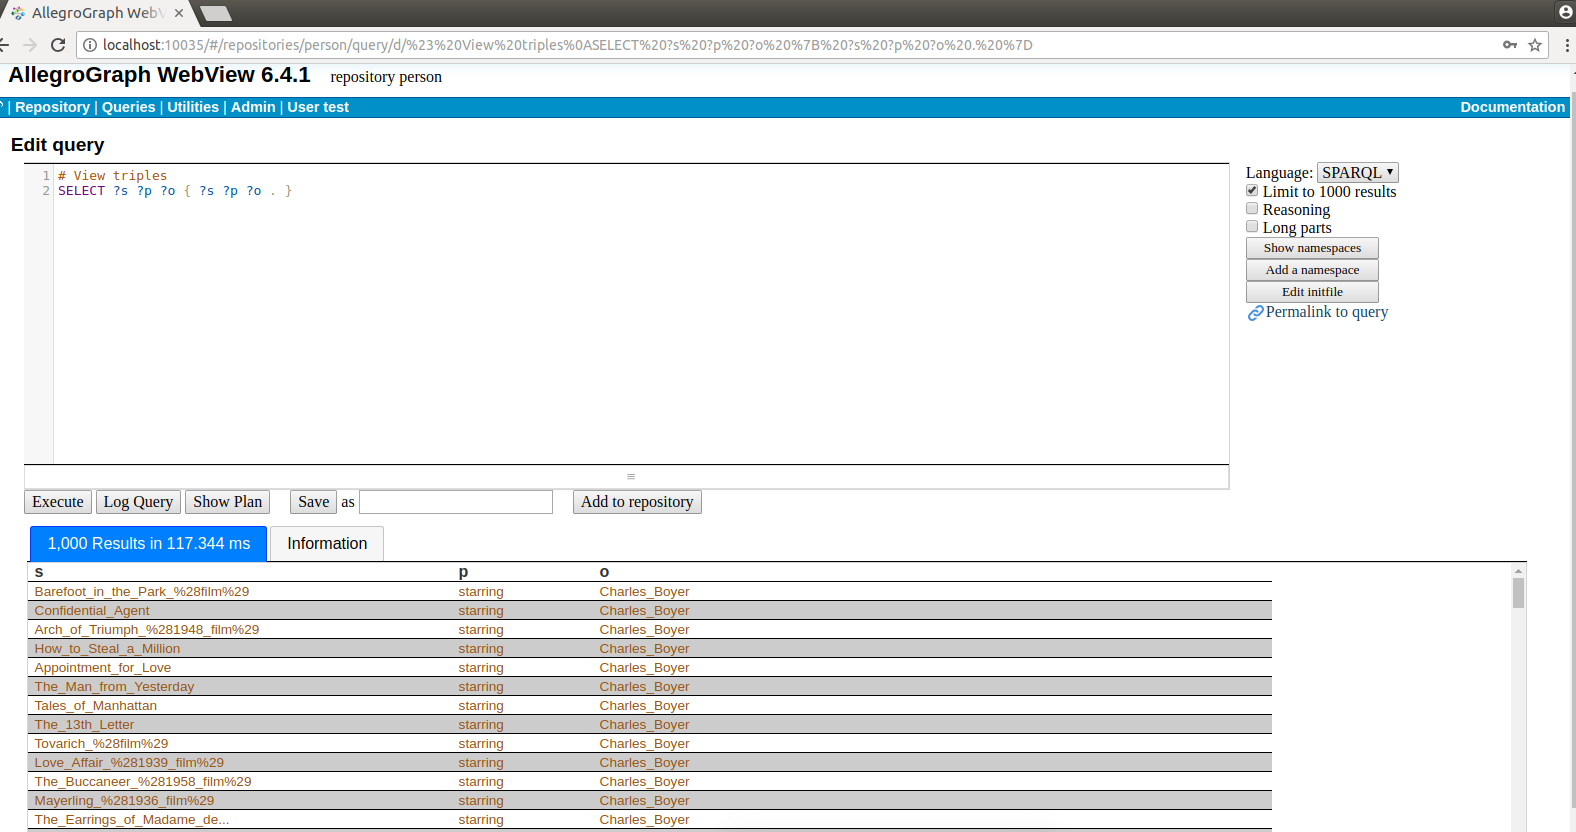 AllegroGraph WebV
localhost:10035/#/repositories/person/query/d/%23%20View%20triples%0ASELECT%20?s%20?p%20?o%20%7B%20?s%20?p%20?o%20.%20%7D
AllegroGraph WebView 6.4.1 repository person
| Repository | Queries | Utilities | Admin | User test Documentation
Edit query
1 # View triples
2 SELECT ?s ?p ?o { ?s ?p ?o . }
Language: SPARQL
Limit to 1000 results
Reasoning
Long parts
Show namespaces
Add a namespace
Edit initfile
Permalink to query
Execute Log Query Show Plan Save as Add to repository
1,000 Results in 117.344 ms Information
s p o
Barefoot_in_the_Park_%28film%29 starring Charles_Boyer
Confidential_Agent starring Charles_Boyer
Arch_of_Triumph_%281948_film%29 starring Charles_Boyer
How_to_Steal_a_Million starring Charles_Boyer
Appointment_for_Love starring Charles_Boyer
The_Man_from_Yesterday starring Charles_Boyer
Tales_of_Manhattan starring Charles_Boyer
The_13th_Letter starring Charles_Boyer
Tovarich_%28film%29 starring Charles_Boyer
Love_Affair_%281939_film%29 starring Charles_Boyer
The_Buccaneer_%281958_film%29 starring Charles_Boyer
Mayerling_%281936_film%29 starring Charles_Boyer
The_Earrings_of_Madame_de... starring Charles_Boyer